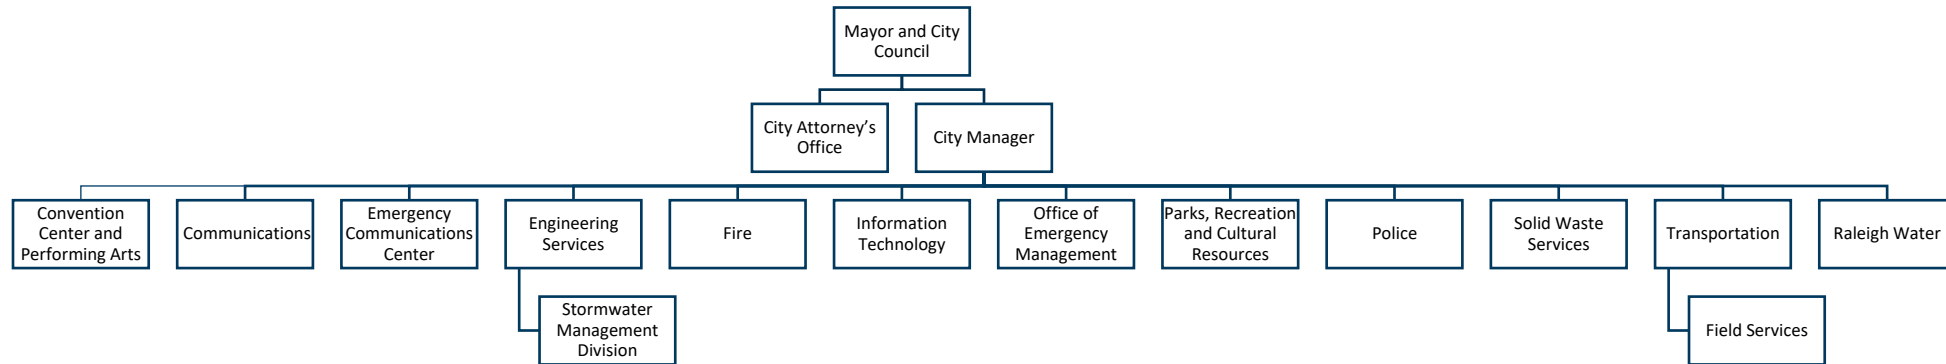 Mayor and City
Council
City Attorney’s
Office
City Manager
Convention
Center and
Performing Arts
Communications
Emergency
Communications
Center
Engineering
Services
Fire
Information
Technology
Office of
Emergency
Management
Parks, Recreation
and Cultural
Resources
Police
Solid Waste
Services
Transportation
Raleigh Water
Stormwater
Management
Division
Field Services